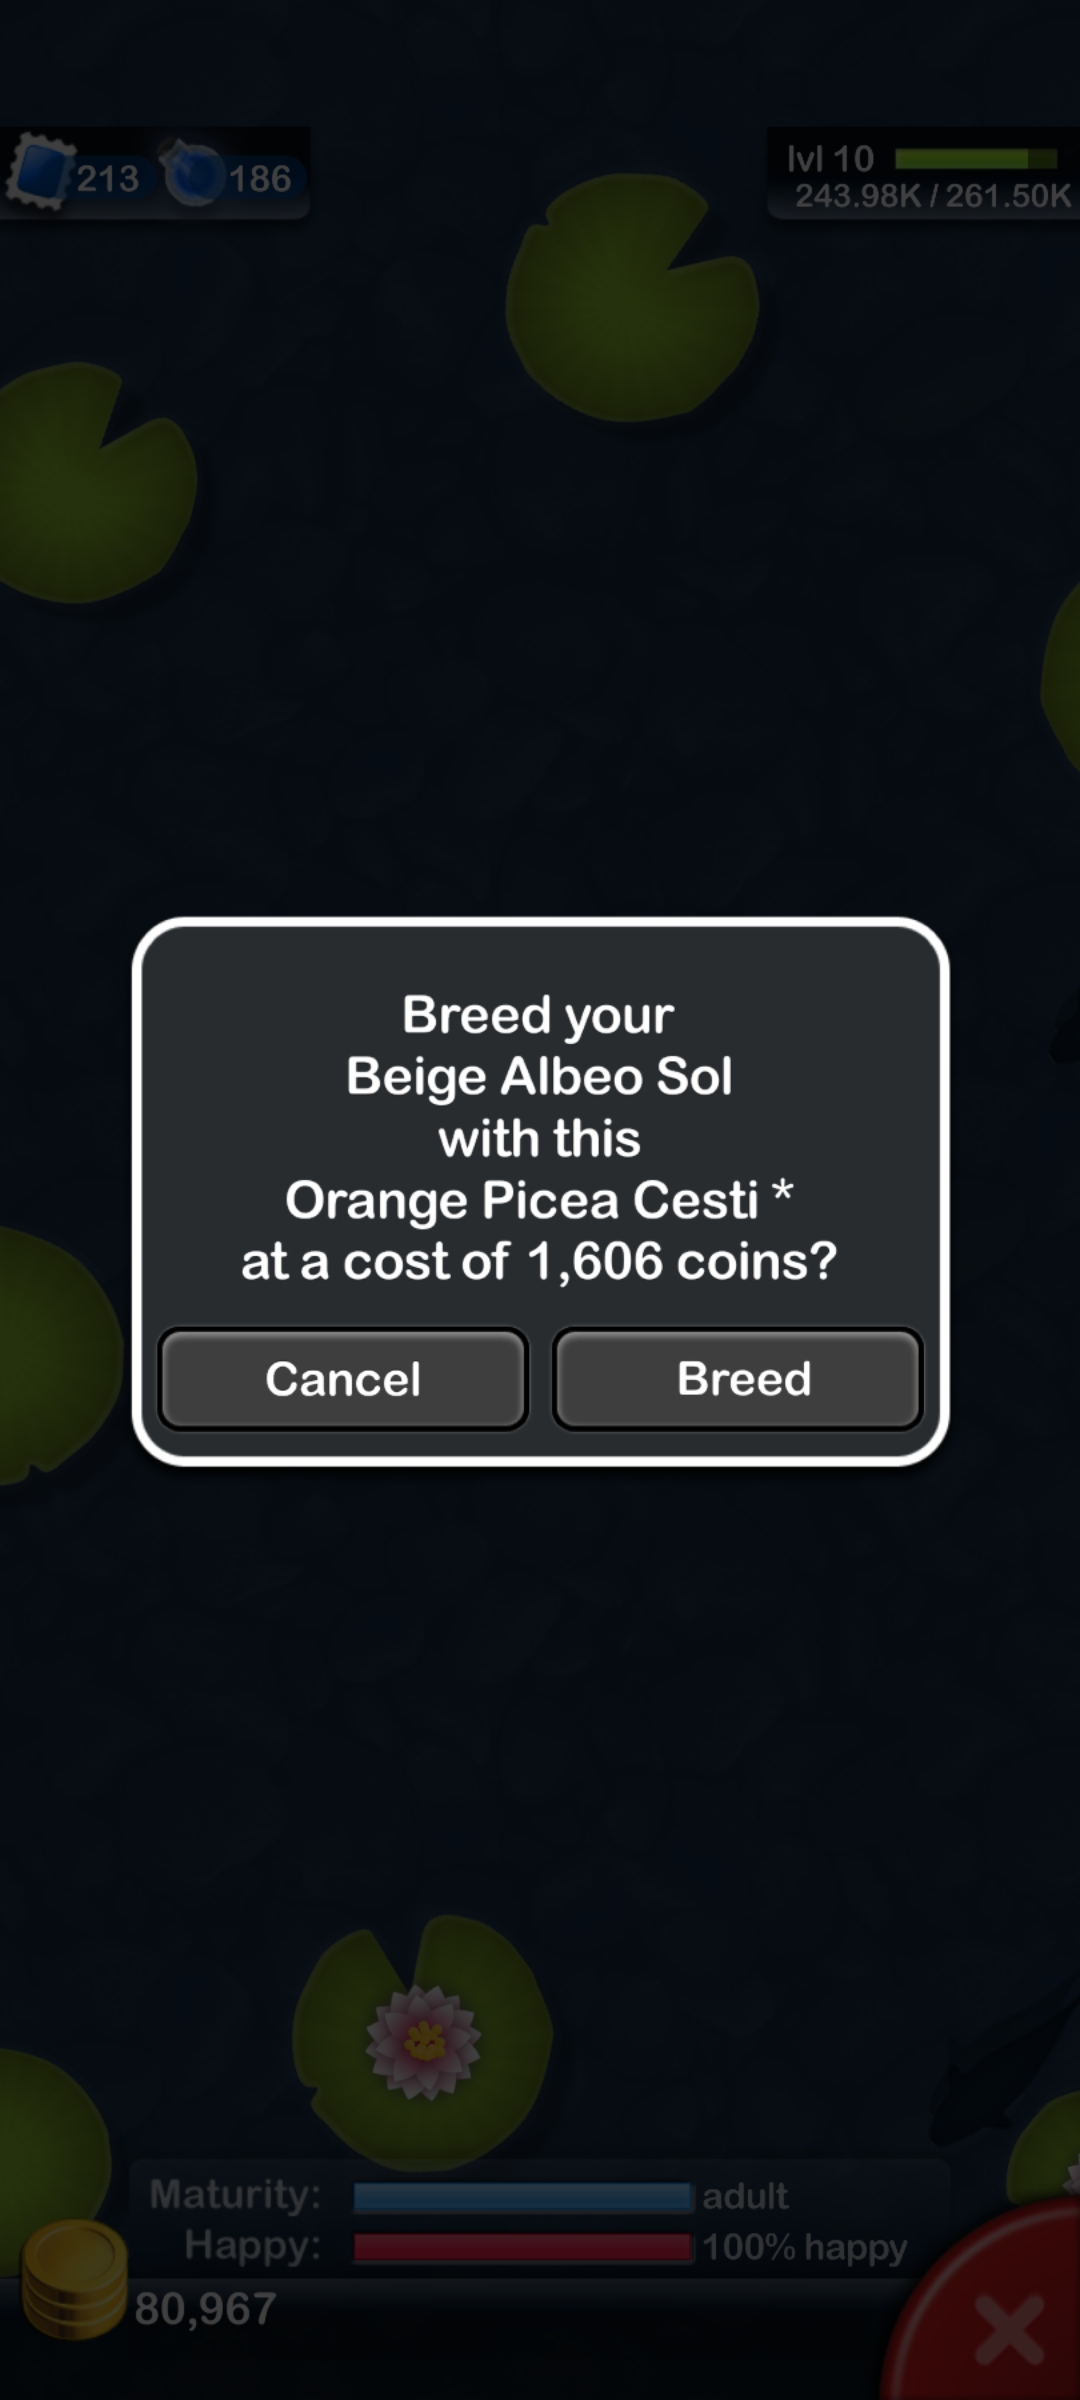 213 186
lvl 10
243.98K / 261.50K
Breed your
Beige Albeo Sol
with this
Orange Picea Cesti *
at a cost of 1,606 coins?
Cancel Breed
Maturity: adult
Happy: 100% happy
80,967